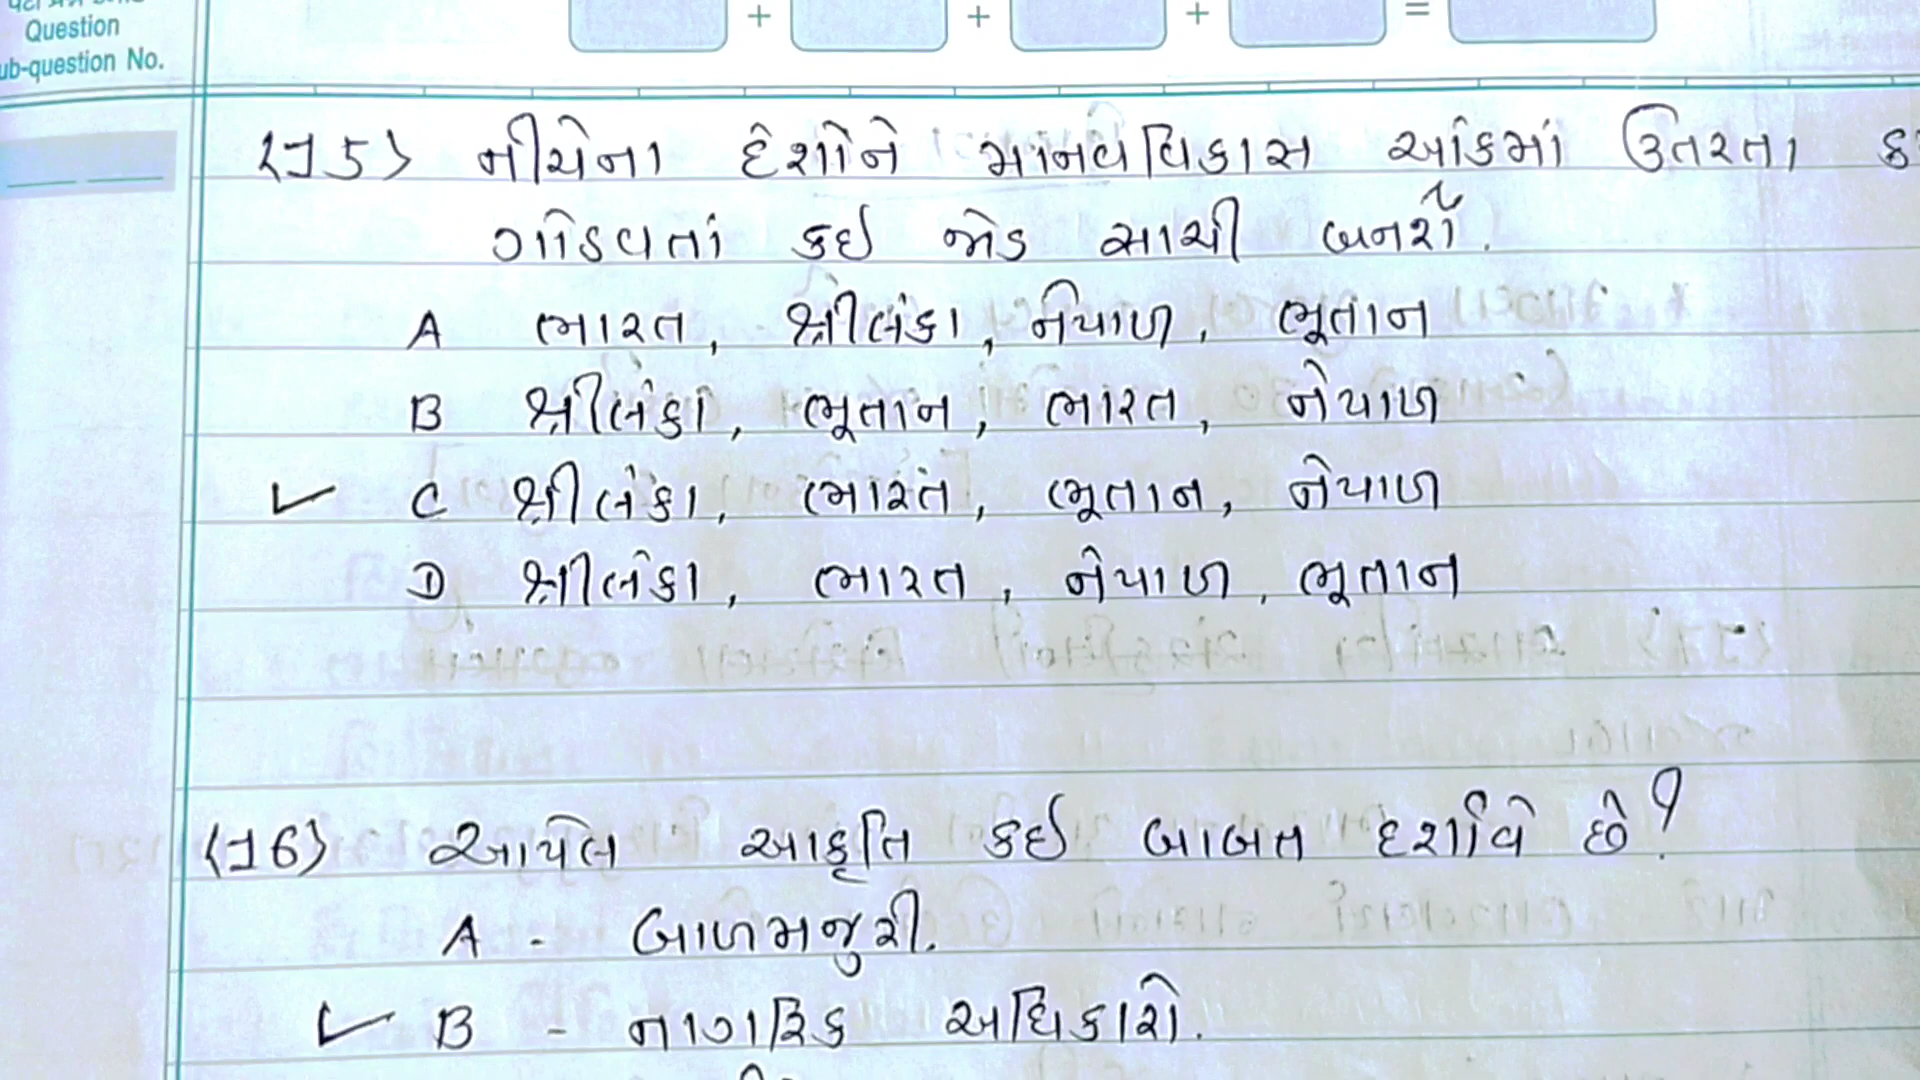 Question
ub-question No.
+ + + =
(15) નીચેના દેશોને માનવવિકાસ આંકમાં ઉતરતા
ગોઠવતાં કઈ જોડ સાચી બનશે.
A ભારત, શ્રીલંકા, નેપાળ, ભૂતાન
B શ્રીલંકા, ભૂતાન, ભારત, નેપાળ
✓ C શ્રીલંકા, ભારત, ભૂતાન, નેપાળ
D શ્રીલંકા, ભારત, નેપાળ, ભૂતાન
(16) આપેલ આકૃતિ કઈ બાબત દર્શાવે છે?
A - બાળમજુરી.
✓ B - નાગરિક અધિકારો.